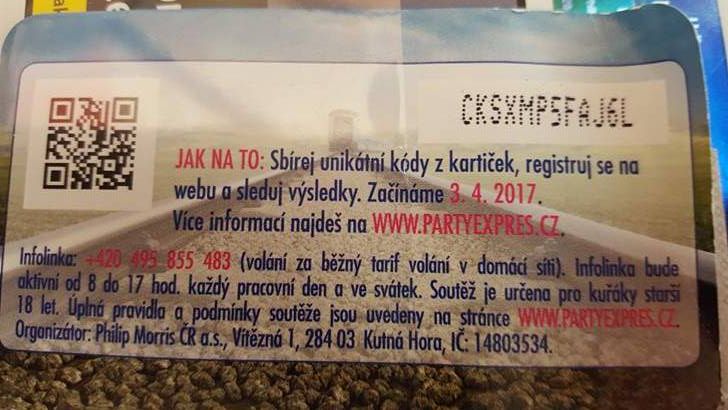 CKSXMP5FAJ6L
JAK NA TO: Sbírej unikátní kódy z kartiček, registruj se na
webu a sleduj výsledky. Začínáme 3. 4. 2017.
Více informací najdeš na WWW.PARTYEXPRES.CZ.
Infolinka: +420 495 855 483 (volání za běžný tarif volání v domácí síti). Infolinka bude
aktivní od 8 do 17 hod. každý pracovní den a ve svátek. Soutěž je určena pro kuřáky starší
18 let. Úplná pravidla a podmínky soutěže jsou uvedeny na stránce WWW.PARTYEXPRES.CZ.
Organizátor: Philip Morris ČR a.s., Vítězná 1, 284 03 Kutná Hora, IČ: 14803534.